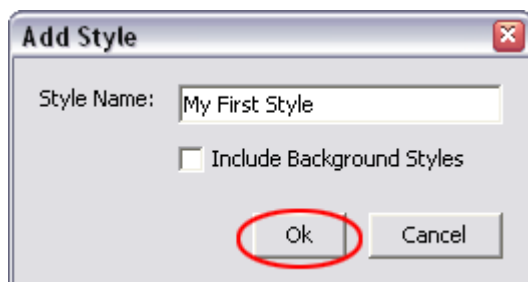 Add Style
Style Name: My First Style
Include Background Styles
Ok Cancel